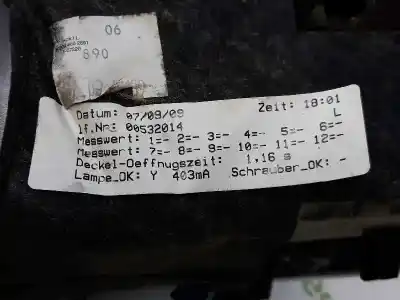 06
890
Datum: 07/09/09 Zeit: 18:01
lf.Nr: 00532014 L
Messwert: 1=- 2=- 3=- 4=- 5=- 6=-
Messwert: 7=- 8=- 9=- 10=- 11=- 12=-
Deckel-Oeffnugszeit: 1,16 s
Lampe_OK: Y 403mA Schrauber_OK: -